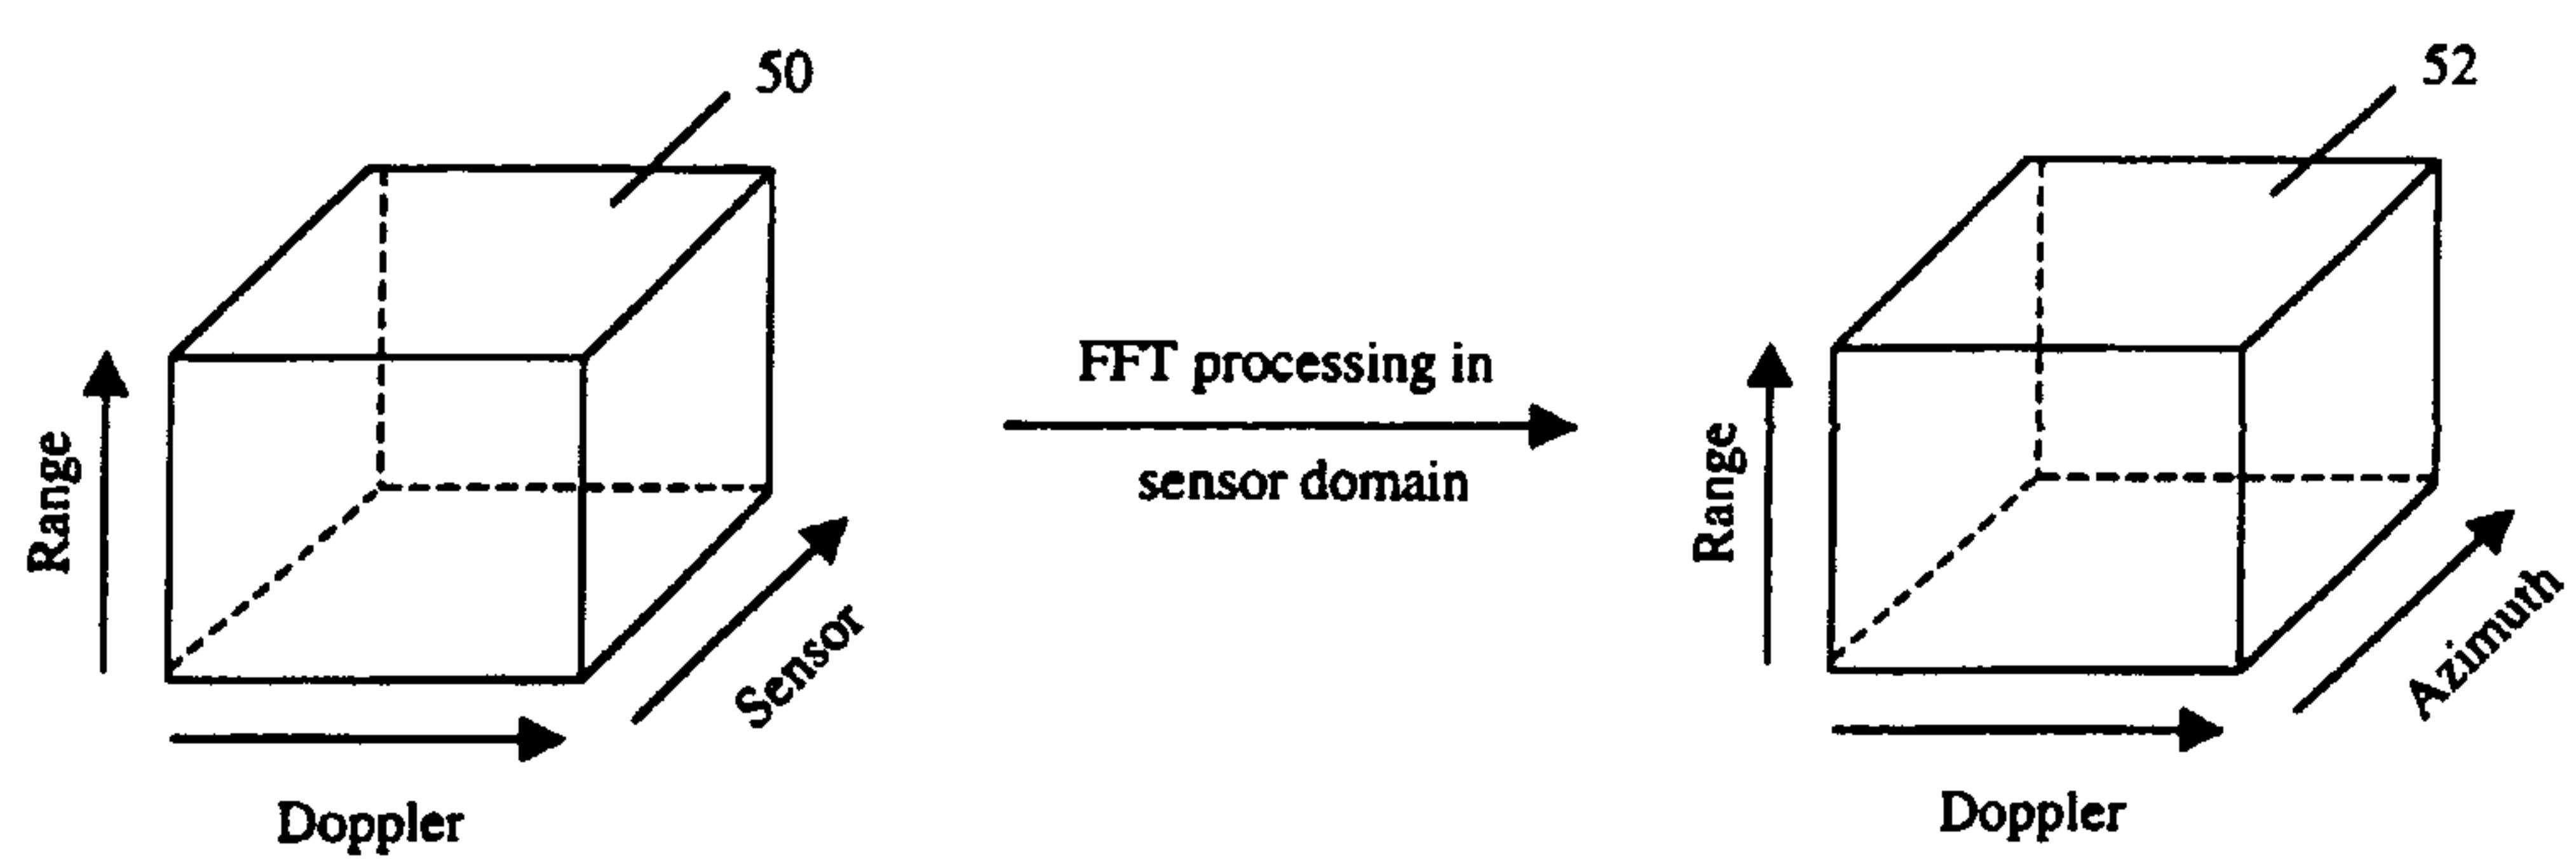 50
Range
Sensor
Doppler
FFT processing in
sensor domain
52
Range
Azimuth
Doppler